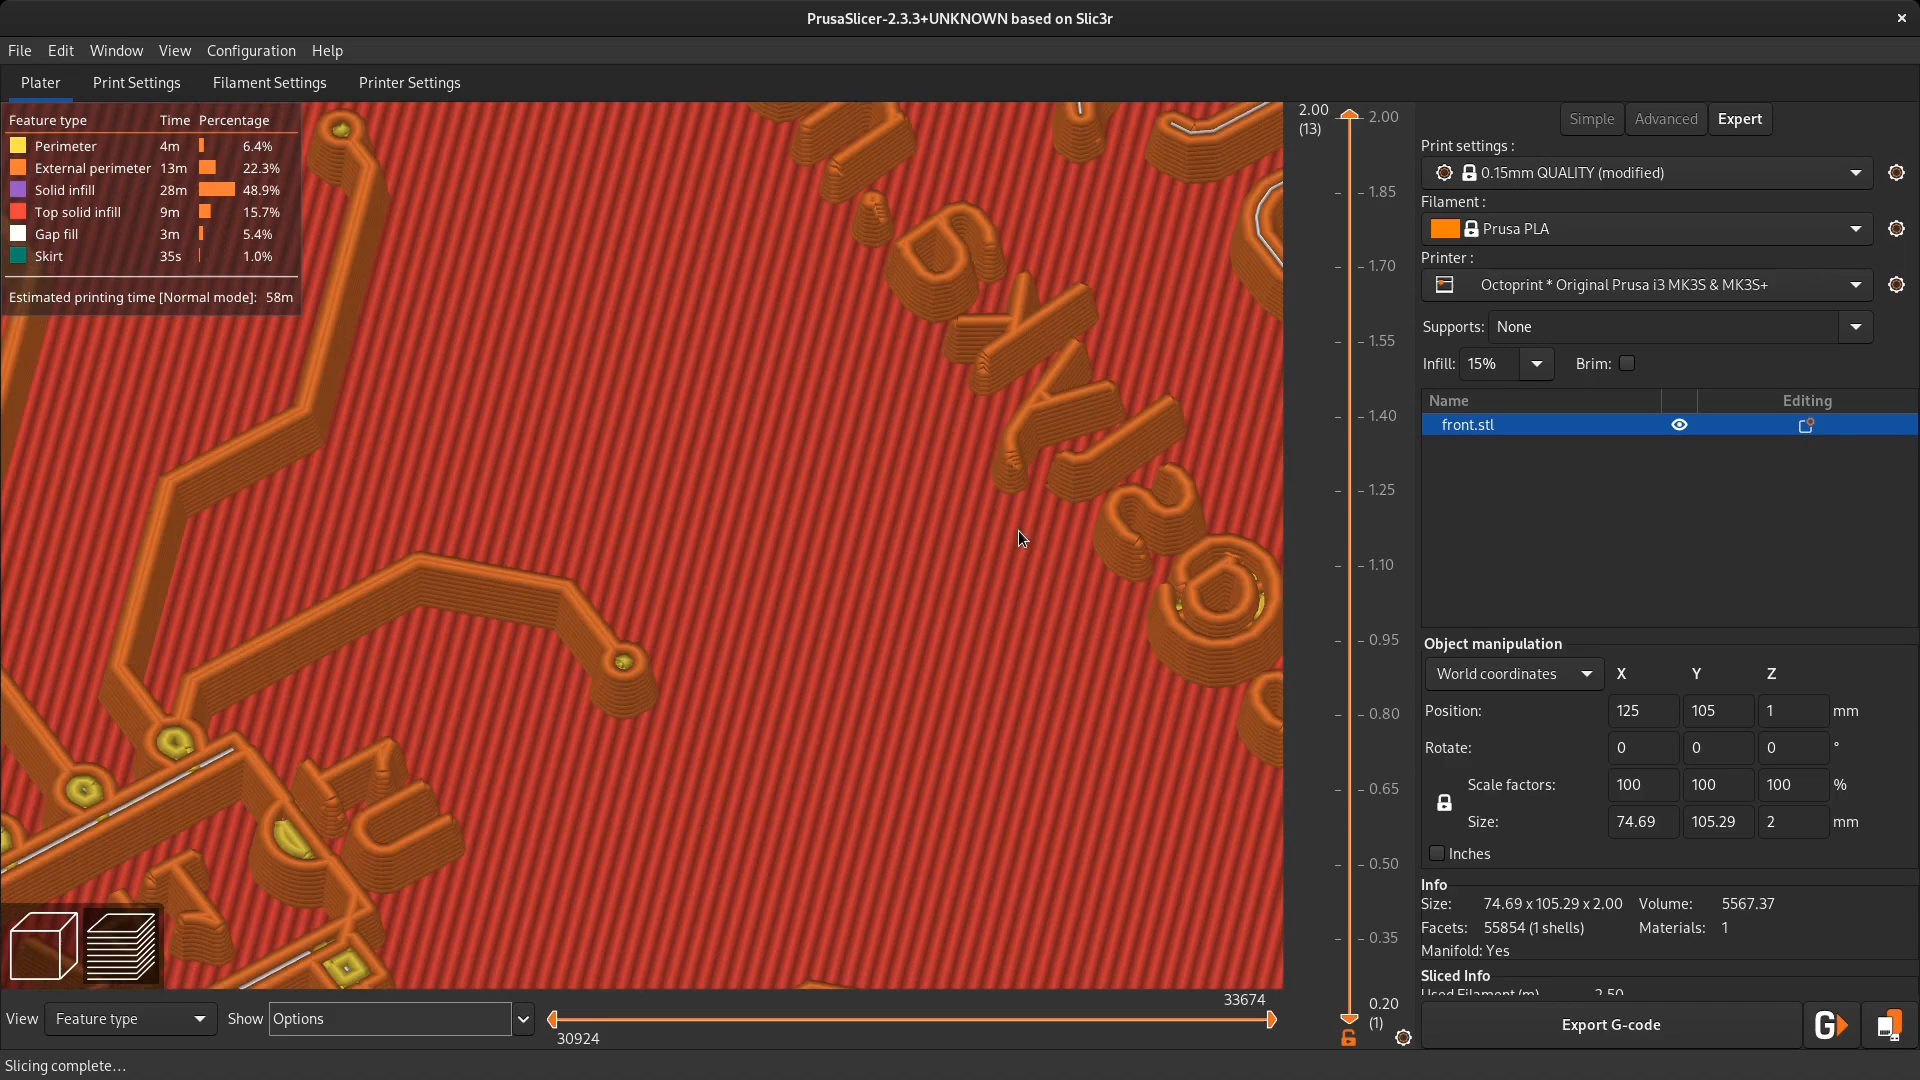 PrusaSlicer-2.3.3+UNKNOWN based on Slic3r
File Edit Window View Configuration Help
Plater Print Settings Filament Settings Printer Settings
Feature type Time Percentage
Perimeter 4m 6.4%
External perimeter 13m 22.3%
Solid infill 28m 48.9%
Top solid infill 9m 15.7%
Gap fill 3m 5.4%
Skirt 35s 1.0%
Estimated printing time [Normal mode]: 58m
2.00
(13)
2.00
1.85
1.70
1.55
1.40
1.25
1.10
0.95
0.80
0.65
0.50
0.35
0.20
(1)
Simple Advanced Expert
Print settings :
0.15mm QUALITY (modified)
Filament :
Prusa PLA
Printer :
Octoprint * Original Prusa i3 MK3S & MK3S+
Supports: None
Infill: 15% Brim:
Name Editing
front.stl
Object manipulation
World coordinates X Y Z
Position: 125 105 1 mm
Rotate: 0 0 0 °
Scale factors: 100 100 100 %
Size: 74.69 105.29 2 mm
Inches
Info
Size: 74.69 x 105.29 x 2.00 Volume: 5567.37
Facets: 55854 (1 shells) Materials: 1
Manifold: Yes
Sliced Info
Used Filament (m) 2.50
Export G-code
View Feature type Show Options
33674
30924
Slicing complete...